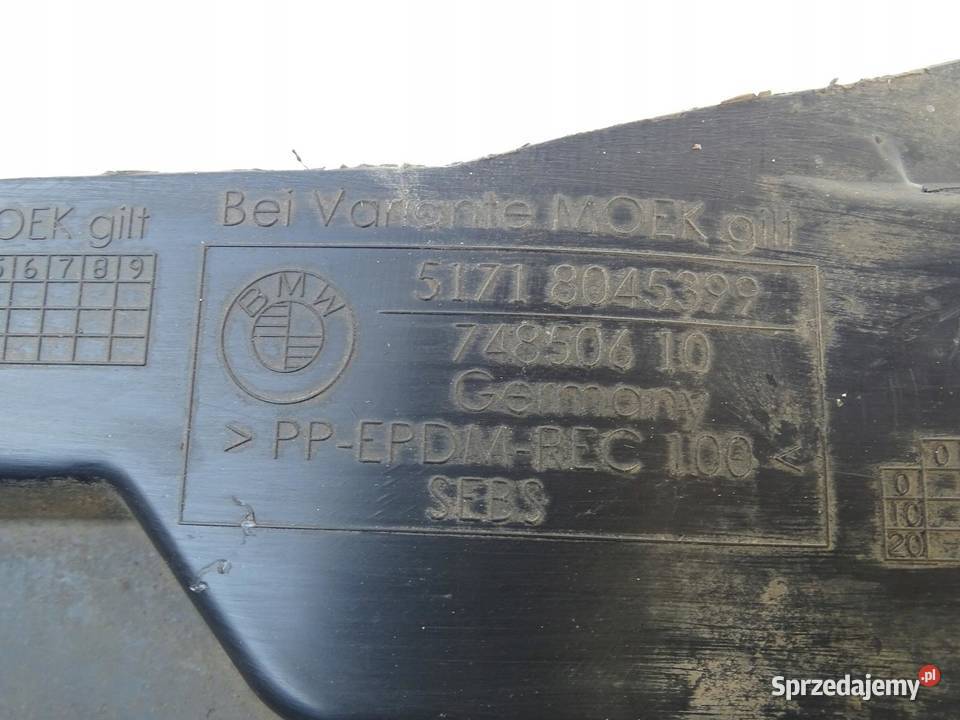 OEK gilt
6 7 8 9
Bei Variante MOEK gilt
BMW
5171 8045399
748506 10
Germany
> PP-EPDM-REC 100 <
SEBS
0
0
10
20
Sprzedajemy.pl